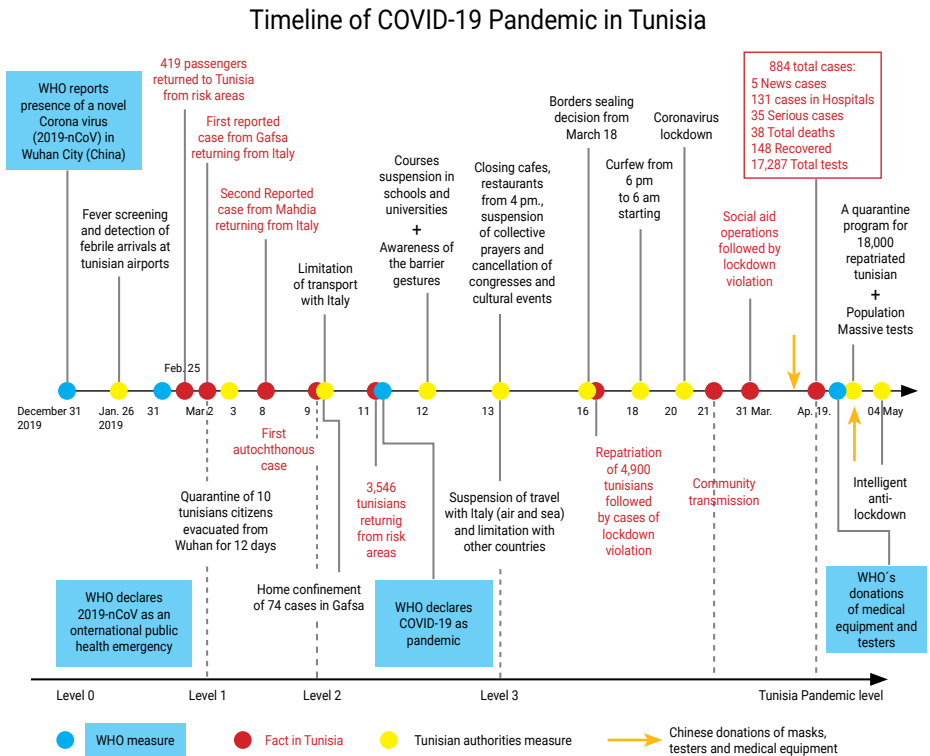 Timeline of COVID-19 Pandemic in Tunisia
WHO reports
presence of a novel
Corona virus
(2019-nCoV) in
Wuhan City (China)
Fever screening
and detection of
febrile arrivals at
tunisian airports
419 passengers
returned to Tunisia
from risk areas
First reported
case from Gafsa
returning from Italy
Second Reported
case from Mahdia
returning from Italy
Limitation
of transport
with Italy
Courses
suspension in
schools and
universities
+
Awareness of
the barrier
gestures
Closing cafes,
restaurants
from 4 pm.,
suspension
of collective
prayers and
cancellation of
congresses and
cultural events
Borders sealing
decision from
March 18
Curfew from
6 pm
to 6 am
starting
Coronavirus
lockdown
Social aid
operations
followed by
lockdown
violation
884 total cases:
5 News cases
131 cases in Hospitals
35 Serious cases
38 Total deaths
148 Recovered
17,287 Total tests
A quarantine
program for
18,000
repatriated
tunisian
+
Population
Massive tests
Feb. 25
December 31
2019
Jan. 26
2019
31
Mar. 2
3
8
9
11
12
13
16
18
20
21
31 Mar.
Ap. 19.
04 May
First
autochthonous
case
Quarantine of 10
tunisians citizens
evacuated from
Wuhan for 12 days
Home confinement
of 74 cases in Gafsa
3,546
tunisians
returnig
from risk
areas
Suspension of travel
with Italy (air and sea)
and limitation with
other countries
Repatriation
of 4,900
tunisians
followed
by cases of
lockdown
violation
Community
transmission
Intelligent
anti-
lockdown
WHO declares
2019-nCoV as an
onternational public
health emergency
WHO declares
COVID-19 as
pandemic
WHO´s
donations
of medical
equipment and
testers
Level 0
Level 1
Level 2
Level 3
Tunisia Pandemic level
WHO measure
Fact in Tunisia
Tunisian authorities measure
Chinese donations of masks,
testers and medical equipment